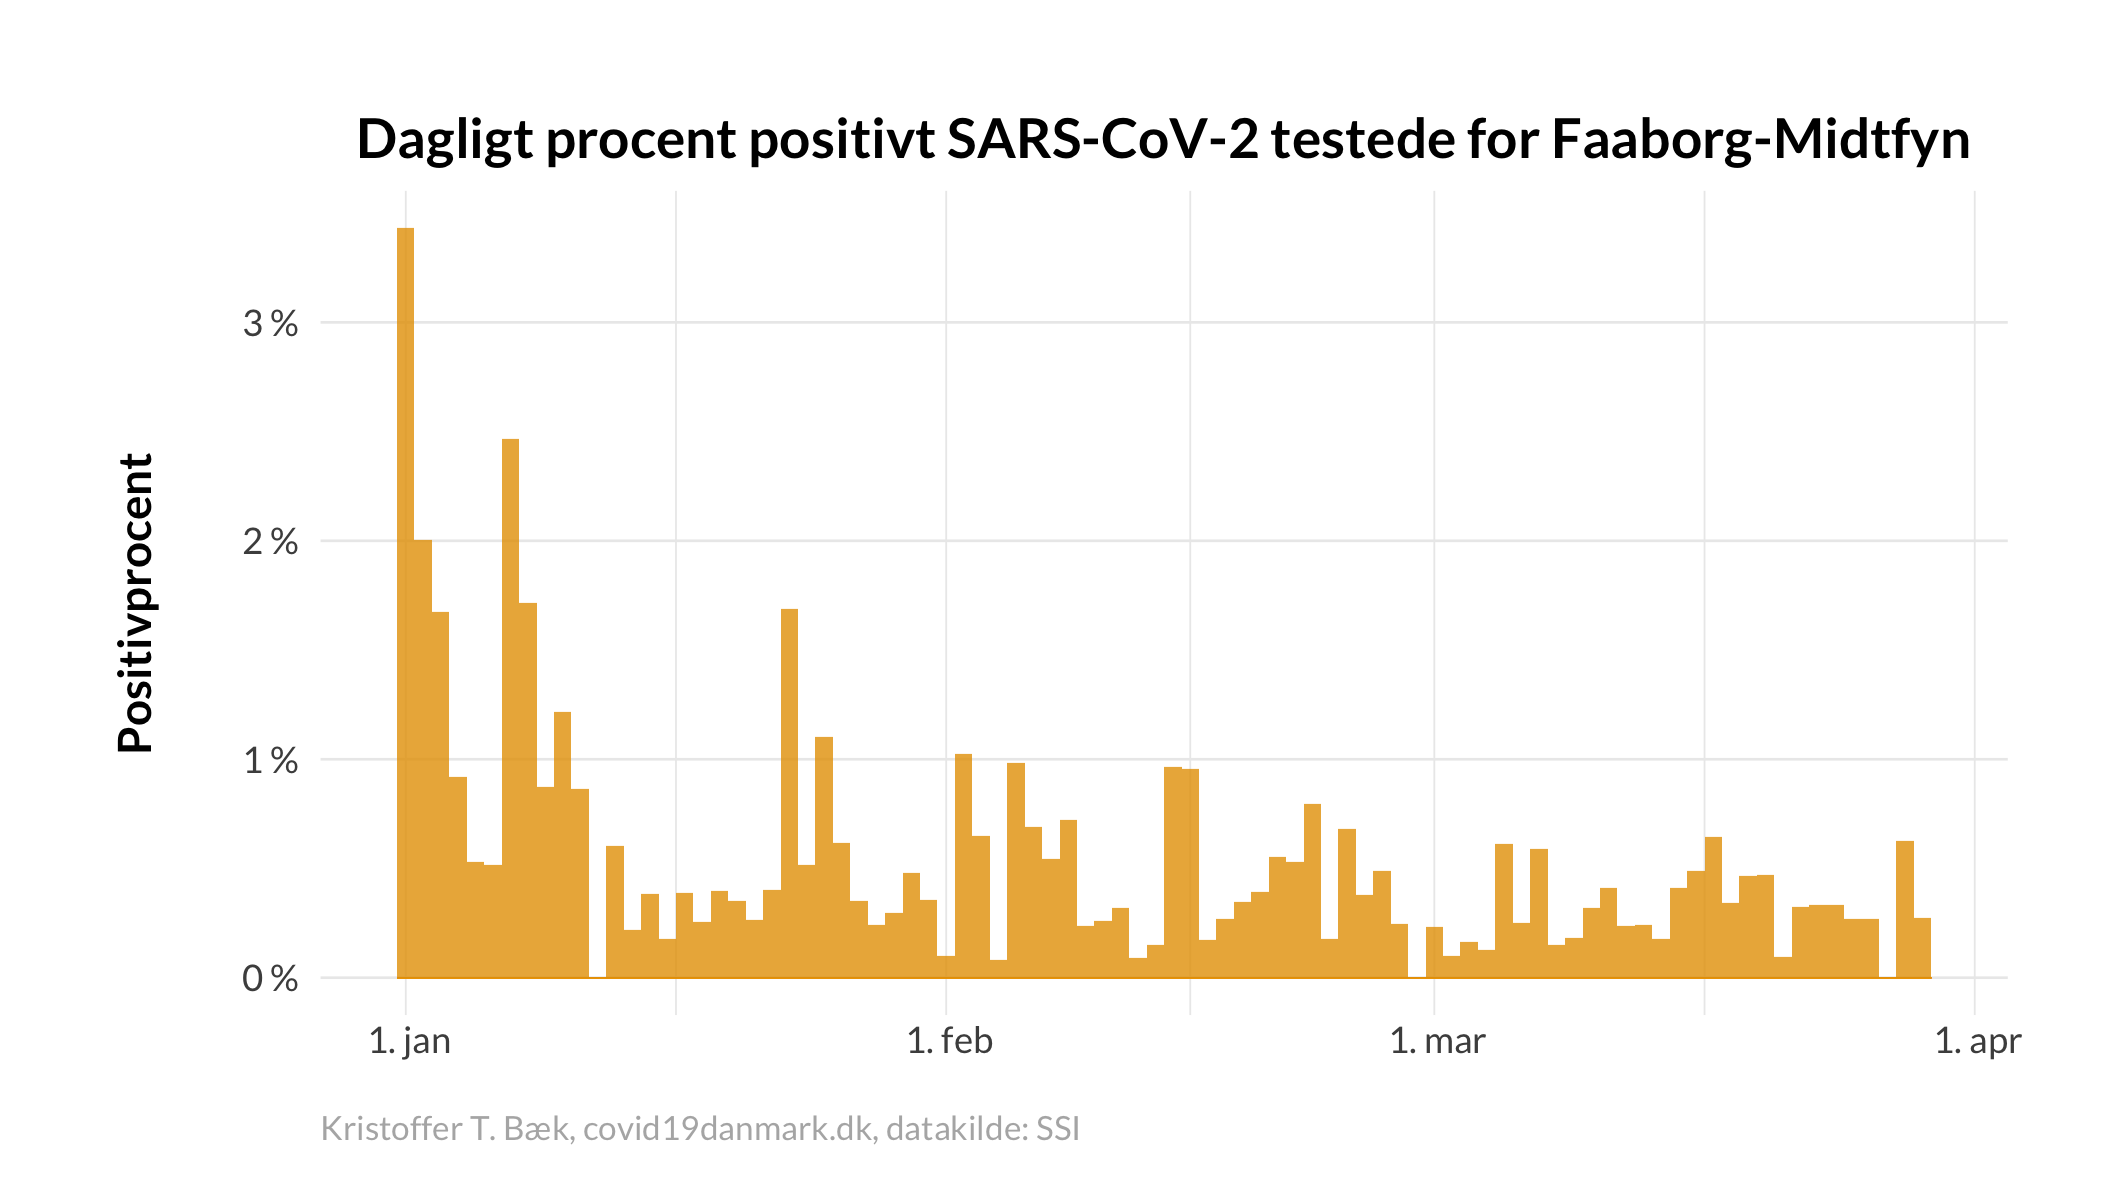 Dagligt procent positivt SARS-CoV-2 testede for Faaborg-Midtfyn
Positivprocent
3 %
2 %
1 %
0 %
1. jan
1. feb
1. mar
1. apr
Kristoffer T. Bæk, covid19danmark.dk, datakilde: SSI